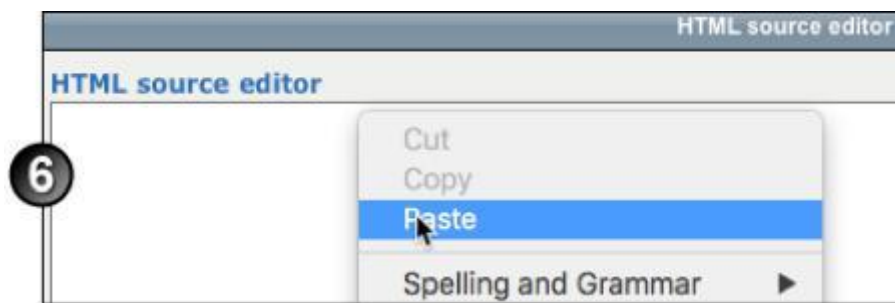 HTML source editor
HTML source editor
6
Cut
Copy
Paste
Spelling and Grammar